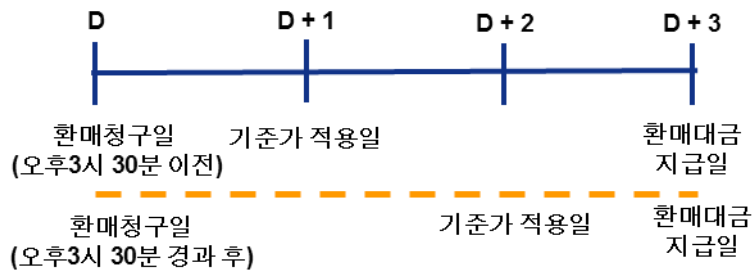 D D + 1 D + 2 D + 3
환매청구일 기준가 적용일 환매대금
(오후3시 30분 이전) 지급일
환매청구일 기준가 적용일 환매대금
(오후3시 30분 경과 후) 지급일